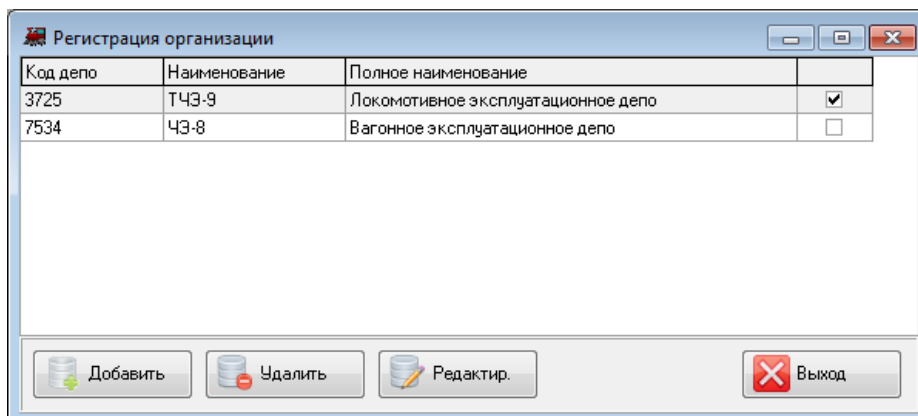 Регистрация организации
Код депо Наименование Полное наименование
3725 ТЧЭ-9 Локомотивное эксплуатационное депо
7534 ЧЭ-8 Вагонное эксплуатационное депо
Добавить Удалить Редактир. Выход